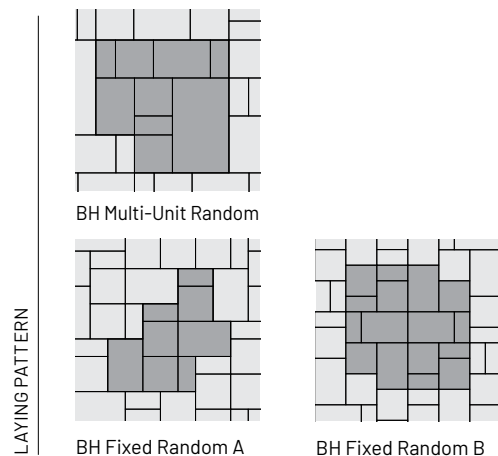 BH Multi-Unit Random
LAYING PATTERN
BH Fixed Random A
BH Fixed Random B